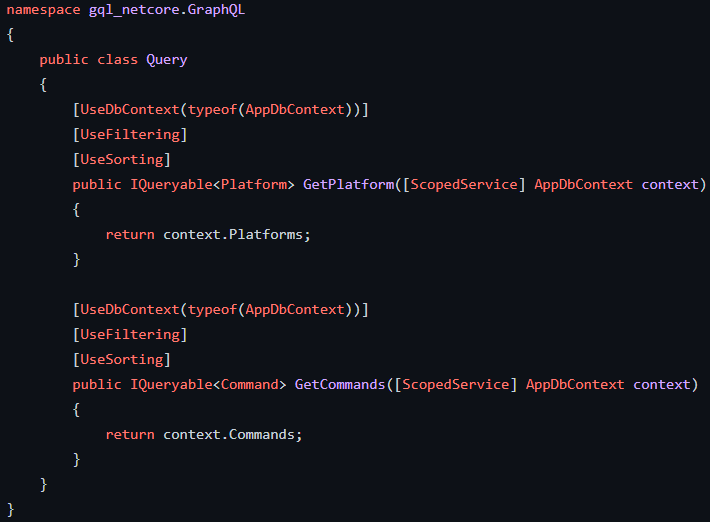 namespace gql_netcore.GraphQL
{
    public class Query
    {
        [UseDbContext(typeof(AppDbContext))]
        [UseFiltering]
        [UseSorting]
        public IQueryable<Platform> GetPlatform([ScopedService] AppDbContext context)
        {
            return context.Platforms;
        }

        [UseDbContext(typeof(AppDbContext))]
        [UseFiltering]
        [UseSorting]
        public IQueryable<Command> GetCommands([ScopedService] AppDbContext context)
        {
            return context.Commands;
        }
    }
}